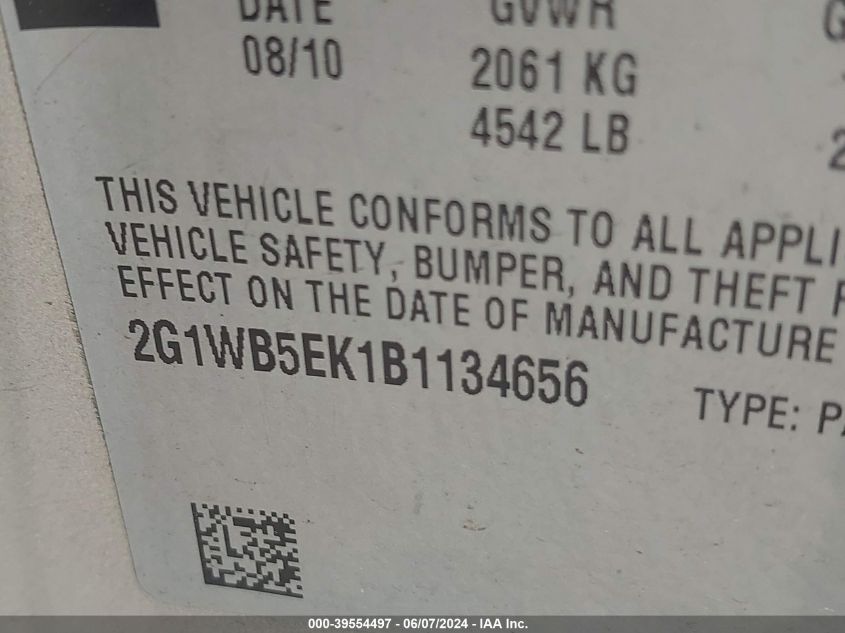 DATE GVWR
08/10 2061 KG
4542 LB
THIS VEHICLE CONFORMS TO ALL APPLI
VEHICLE SAFETY, BUMPER, AND THEFT
EFFECT ON THE DATE OF MANUFACTURE
2G1WB5EK1B1134656
TYPE: PA
000-39554497 - 06/07/2024 - IAA Inc.